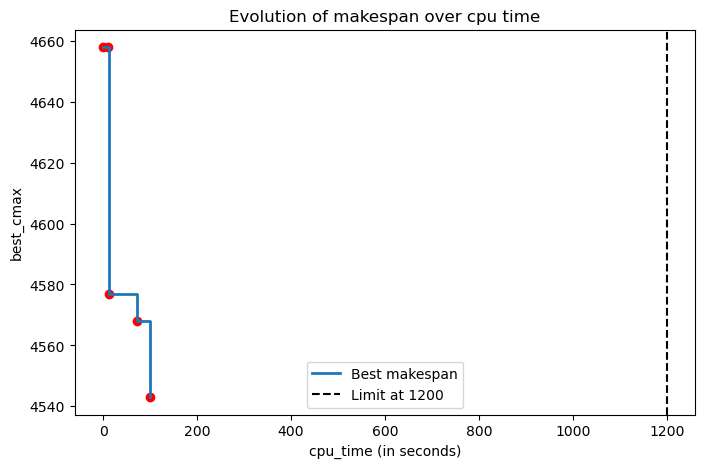 Evolution of makespan over cpu time
best_cmax
4660
4640
4620
4600
4580
4560
4540
Best makespan
Limit at 1200
0
200
400
600
800
1000
1200
cpu_time (in seconds)